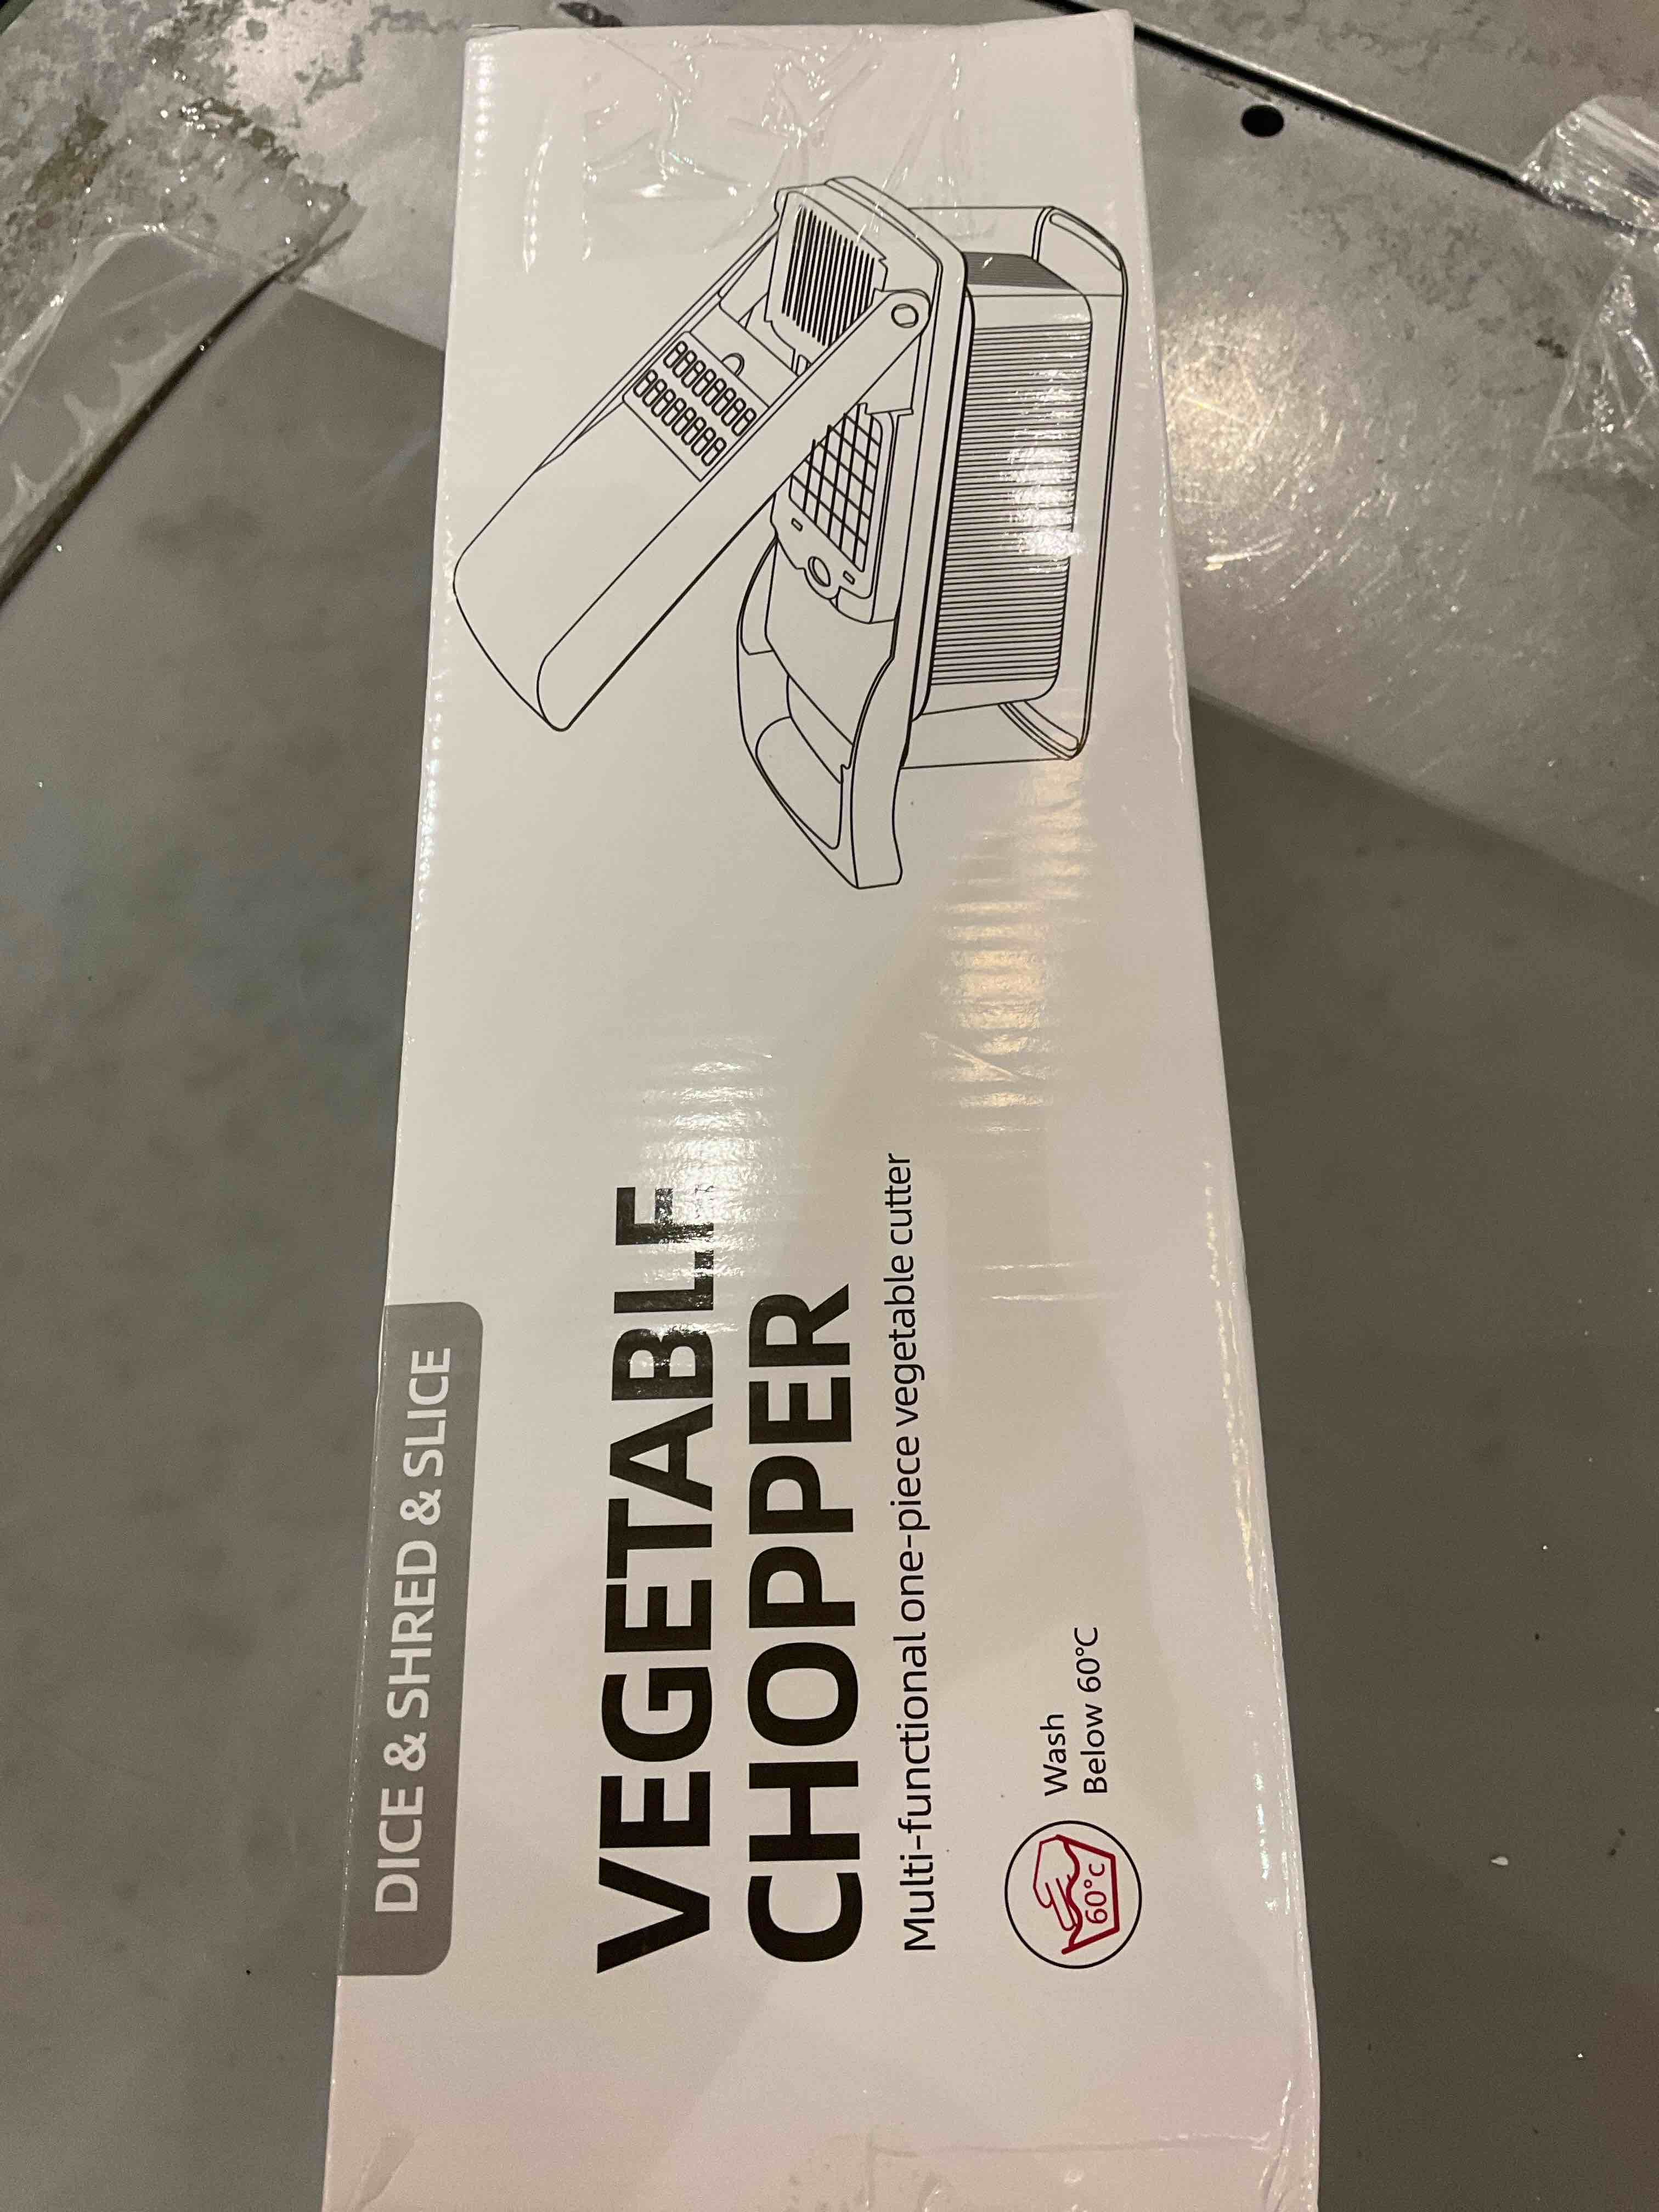 DICE & SHRED & SLICE
VEGETABLE
CHOPPER
Multi-functional one-piece vegetable cutter
Wash
Below 60°C
60°c